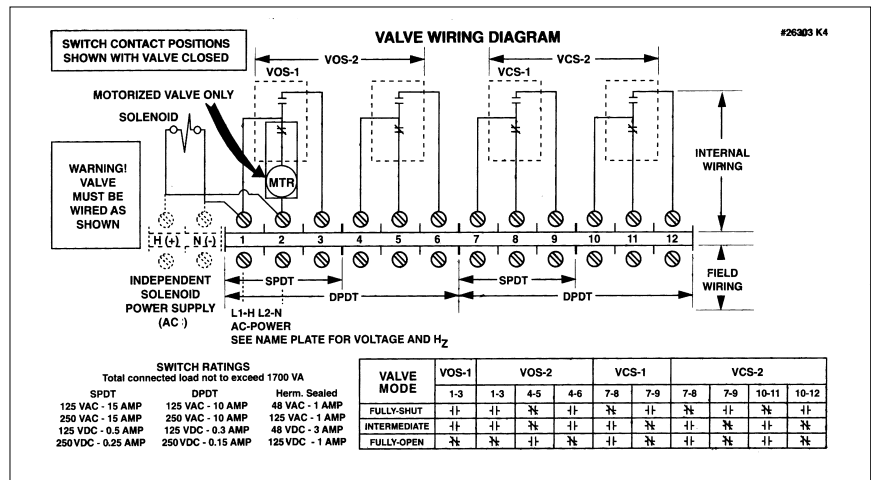 VALVE WIRING DIAGRAM
#26303 K4
SWITCH CONTACT POSITIONS
SHOWN WITH VALVE CLOSED
VOS-2
VCS-2
VOS-1
VCS-1
MOTORIZED VALVE ONLY
SOLENOID
MTR
WARNING!
VALVE
MUST BE
WIRED AS
SHOWN
INTERNAL
WIRING
H (+) N (-) 1 2 3 4 5 6 7 8 9 10 11 12
SPDT SPDT
DPDT DPDT
FIELD
WIRING
INDEPENDENT
SOLENOID
POWER SUPPLY
(AC )
L1-H L2-N
AC-POWER
SEE NAME PLATE FOR VOLTAGE AND HZ
SWITCH RATINGS
Total connected load not to exceed 1700 VA
SPDT DPDT Herm. Sealed
125 VAC - 15 AMP 125 VAC - 10 AMP 48 VAC - 1 AMP
250 VAC - 15 AMP 250 VAC - 10 AMP 125 VAC - 1 AMP
125 VDC - 0.5 AMP 125 VDC - 0.3 AMP 48 VDC - 3 AMP
250 VDC - 0.25 AMP 250 VDC - 0.15 AMP 125 VDC - 1 AMP
VALVE MODE VOS-1 VOS-2 VCS-1 VCS-2
1-3 1-3 4-5 4-6 7-8 7-9 7-8 7-9 10-11 10-12
FULLY-SHUT
INTERMEDIATE
FULLY-OPEN